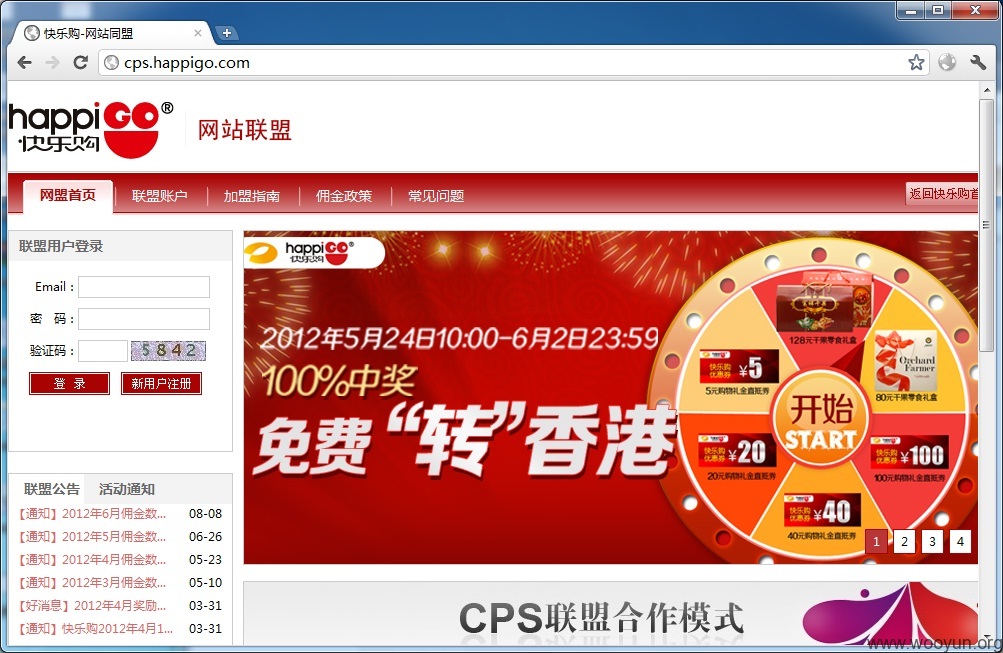 快乐购-网站同盟
cps.happigo.com
happiGO®
快乐购
网站联盟
网盟首页
联盟账户
加盟指南
佣金政策
常见问题
返回快乐购首
联盟用户登录
Email：
密 码：
验证码：
5842
登 录
新用户注册
联盟公告
活动通知
【通知】2012年6月佣金数... 08-08
【通知】2012年5月佣金数... 06-26
【通知】2012年4月佣金数... 05-23
【通知】2012年3月佣金数... 05-10
【好消息】2012年4月奖励... 03-31
【通知】快乐购2012年4月1... 03-31
happiGO®
快乐购
2012年5月24日10:00-6月2日23:59
100%中奖
免费“转”香港
128元干果零食礼盒
快乐购
优惠券
¥5
5元购物礼金直抵券
Orchard
Farmer
80元干果零食礼盒
开始
START
快乐购
优惠券
¥20
20元购物礼金直抵券
快乐购
优惠券
¥100
100元购物礼金直抵券
快乐购
优惠券
¥40
40元购物礼金直抵券
1 2 3 4
CPS联盟合作模式
www.wooyun.org